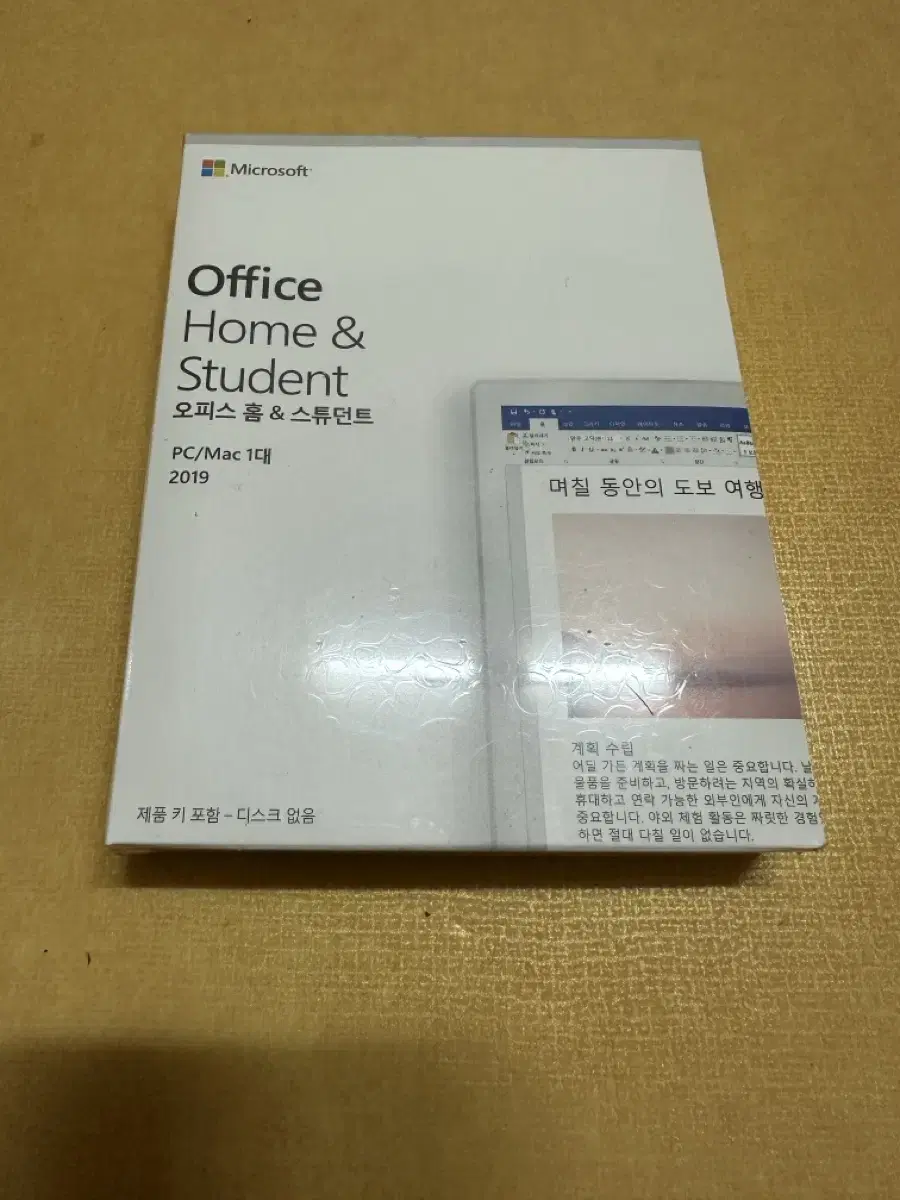 Microsoft
Office
Home &
Student
오피스 홈 & 스튜던트
PC/Mac 1대
2019
며칠 동안의 도보 여행
계획 수립
어딜 가든 계획을 짜는 일은 중요합니다. 날
물품을 준비하고, 방문하려는 지역의 확실
휴대하고 연락 가능한 외부인에게 자신의
중요합니다. 야외 체험 활동은 짜릿한 경험
하면 절대 다칠 일이 없습니다.
제품 키 포함 – 디스크 없음